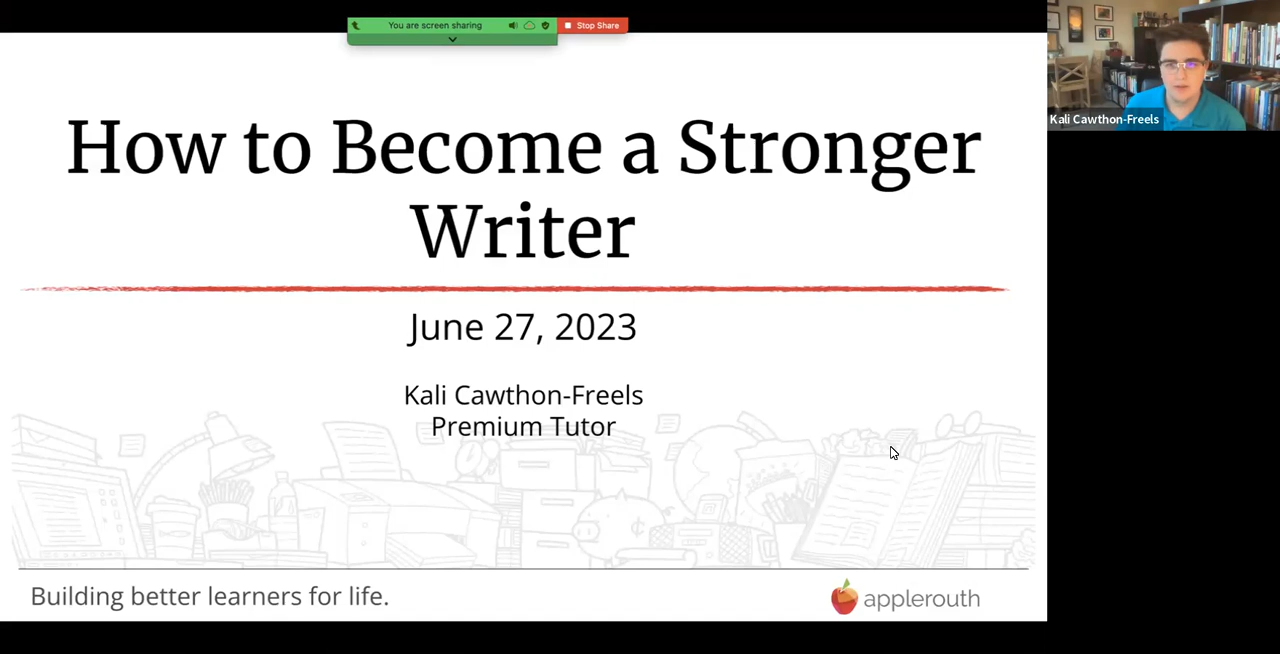 You are screen sharing
Stop Share
Kali Cawthon-Freels
How to Become a Stronger
Writer
June 27, 2023
Kali Cawthon-Freels
Premium Tutor
Building better learners for life.
applerouth